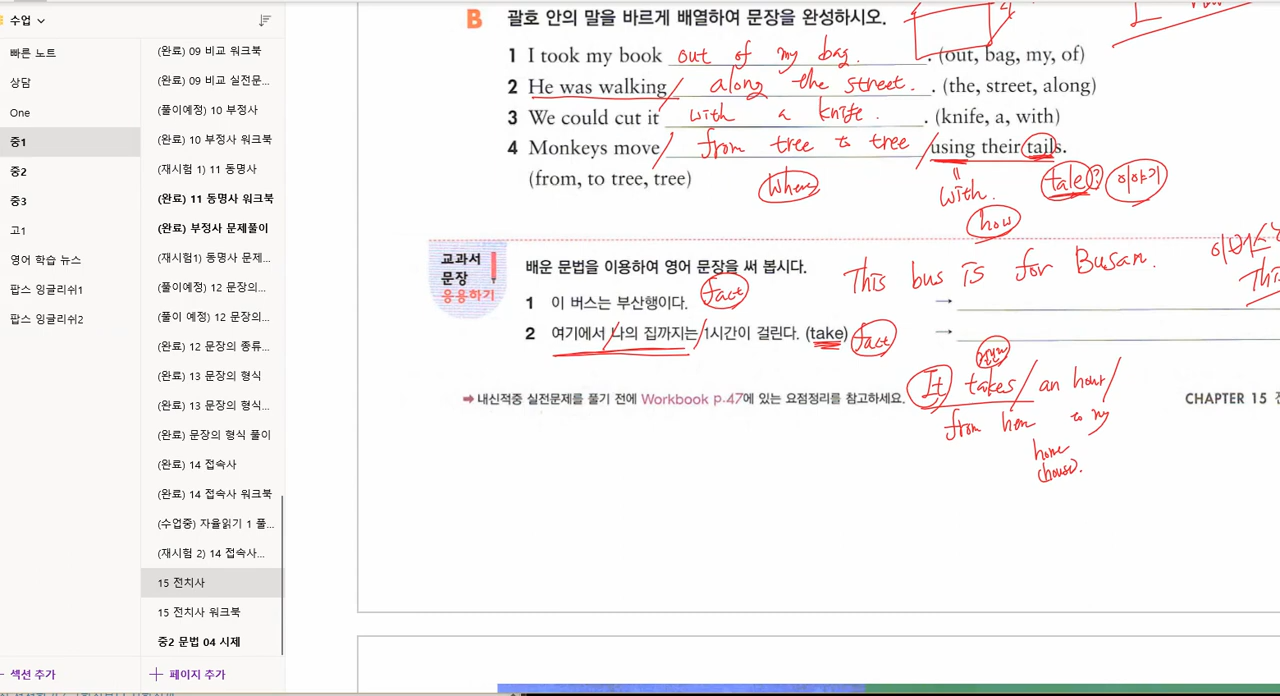 수업
빠른 노트
상담
One
중1
중2
중3
고1
영어 학습 뉴스
팝스 잉글리쉬1
팝스 잉글리쉬2
섹션 추가
(완료) 09 비교 워크북
(완료) 09 비교 실전문...
(풀이예정) 10 부정사
(완료) 10 부정사 워크북
(재시험 1) 11 동명사
(완료) 11 동명사 워크북
(완료) 부정사 문제풀이
(재시험1) 동명사 문제...
(풀이예정) 12 문장의...
(풀이 예정) 12 문장의...
(완료) 12 문장의 종류...
(완료) 13 문장의 형식
(완료) 13 문장의 형식...
(완료) 문장의 형식 풀이
(완료) 14 접속사
(완료) 14 접속사 워크북
(수업중) 자율읽기 1 풀...
(재시험 2) 14 접속사...
15 전치사
15 전치사 워크북
중2 문법 04 시제
페이지 추가
B 괄호 안의 말을 바르게 배열하여 문장을 완성하시오.
1 I took my book out of my bag. . (out, bag, my, of)
2 He was walking along the street. . (the, street, along)
3 We could cut it with a knife. . (knife, a, with)
4 Monkeys move from tree to tree using their tails.
(from, to tree, tree)
where
with.
tale 이야기
how
교과서
문장
응용하기
배운 문법을 이용하여 영어 문장을 써 봅시다.
This bus is for Busan.
This
1 이 버스는 부산행이다. fact →
2 여기에서 나의 집까지는 1시간이 걸린다. (take) fact →
It takes an hour
from here to my
home
(house).
➡ 내신적중 실전문제를 풀기 전에 Workbook p.47에 있는 요점정리를 참고하세요.
CHAPTER 15